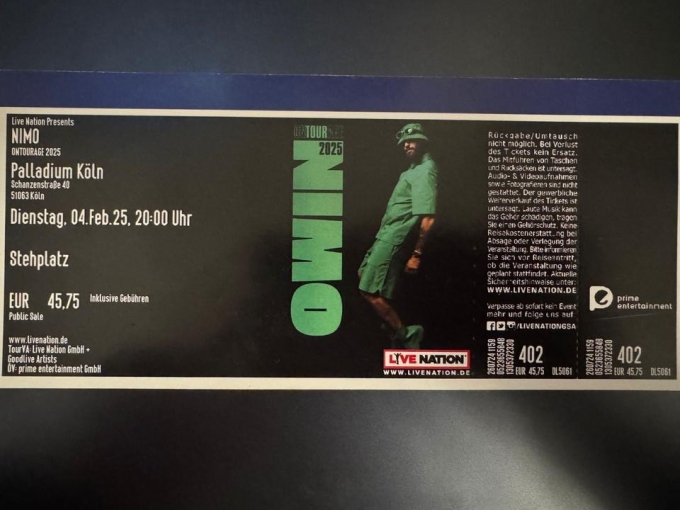 Live Nation Presents
NIMO
ONTOURAGE 2025
Palladium Köln
Schanzenstraße 40
51063 Köln
Dienstag, 04.Feb.25, 20:00 Uhr
Stehplatz
EUR 45,75 Inklusive Gebühren
Public Sale
www.livenation.de
TourVA: Live Nation GmbH +
Goodlive Artists
ÖV: prime entertainment GmbH
ONTOURAGE
2025
NIMO
LIVE NATION
WWW.LIVENATION.DE
Rückgabe/Umtausch
nicht möglich. Bei Verlust
des Tickets kein Ersatz.
Das Mitführen von Taschen
und Rucksäcken ist untersagt.
Audio- & Videoaufnahmen
sowie Fotografieren sind nicht
gestattet. Der gewerbliche
Weiterverkauf des Tickets ist
untersagt. Laute Musik kann
das Gehör schädigen, tragen
Sie einen Gehörschutz. Keine
Reisekostenerstattung bei
Absage oder Verlegung der
Veranstaltung. Bitte informieren
Sie sich vor Reiseantritt,
ob die Veranstaltung wie
geplant stattfindet. Aktuelle
Sicherheitshinweise unter:
WWW.LIVENATION.DE
Verpasse ab sofort kein Event
mehr und folge uns auf
/LIVENATIONGSA
402
EUR 45,75 DL5061
prime
entertainment
402
EUR 45,75 DL5061